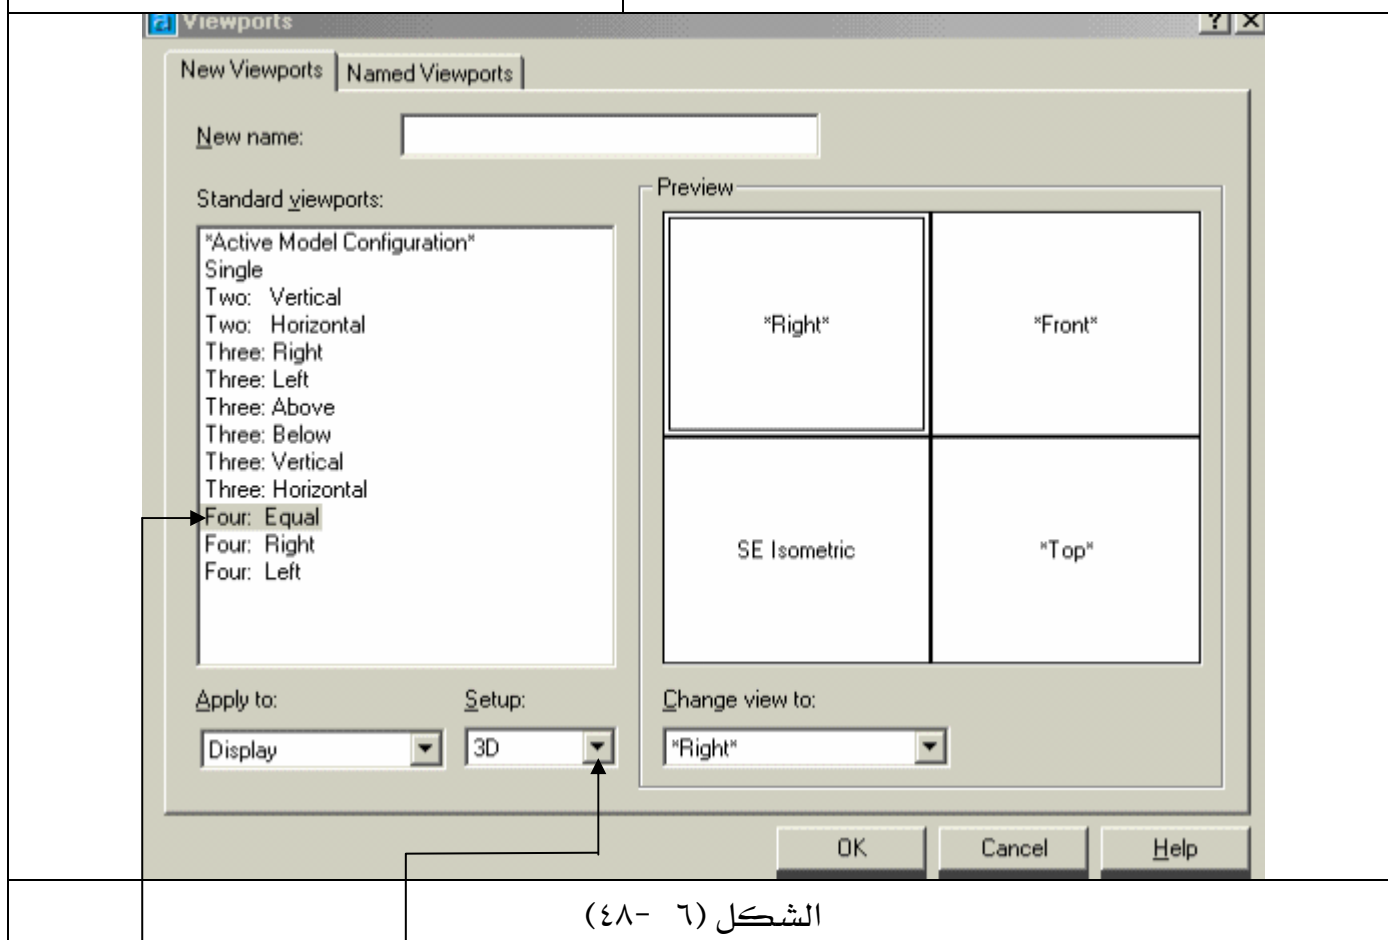 Viewports
New Viewports
Named Viewports
New name:
Standard viewports:
*Active Model Configuration*
Single
Two: Vertical
Two: Horizontal
Three: Right
Three: Left
Three: Above
Three: Below
Three: Vertical
Three: Horizontal
Four: Equal
Four: Right
Four: Left
Apply to:
Display
Setup:
3D
Preview
*Right*
*Front*
SE Isometric
*Top*
Change view to:
*Right*
OK
Cancel
Help
الشكل (٦ -٤٨)